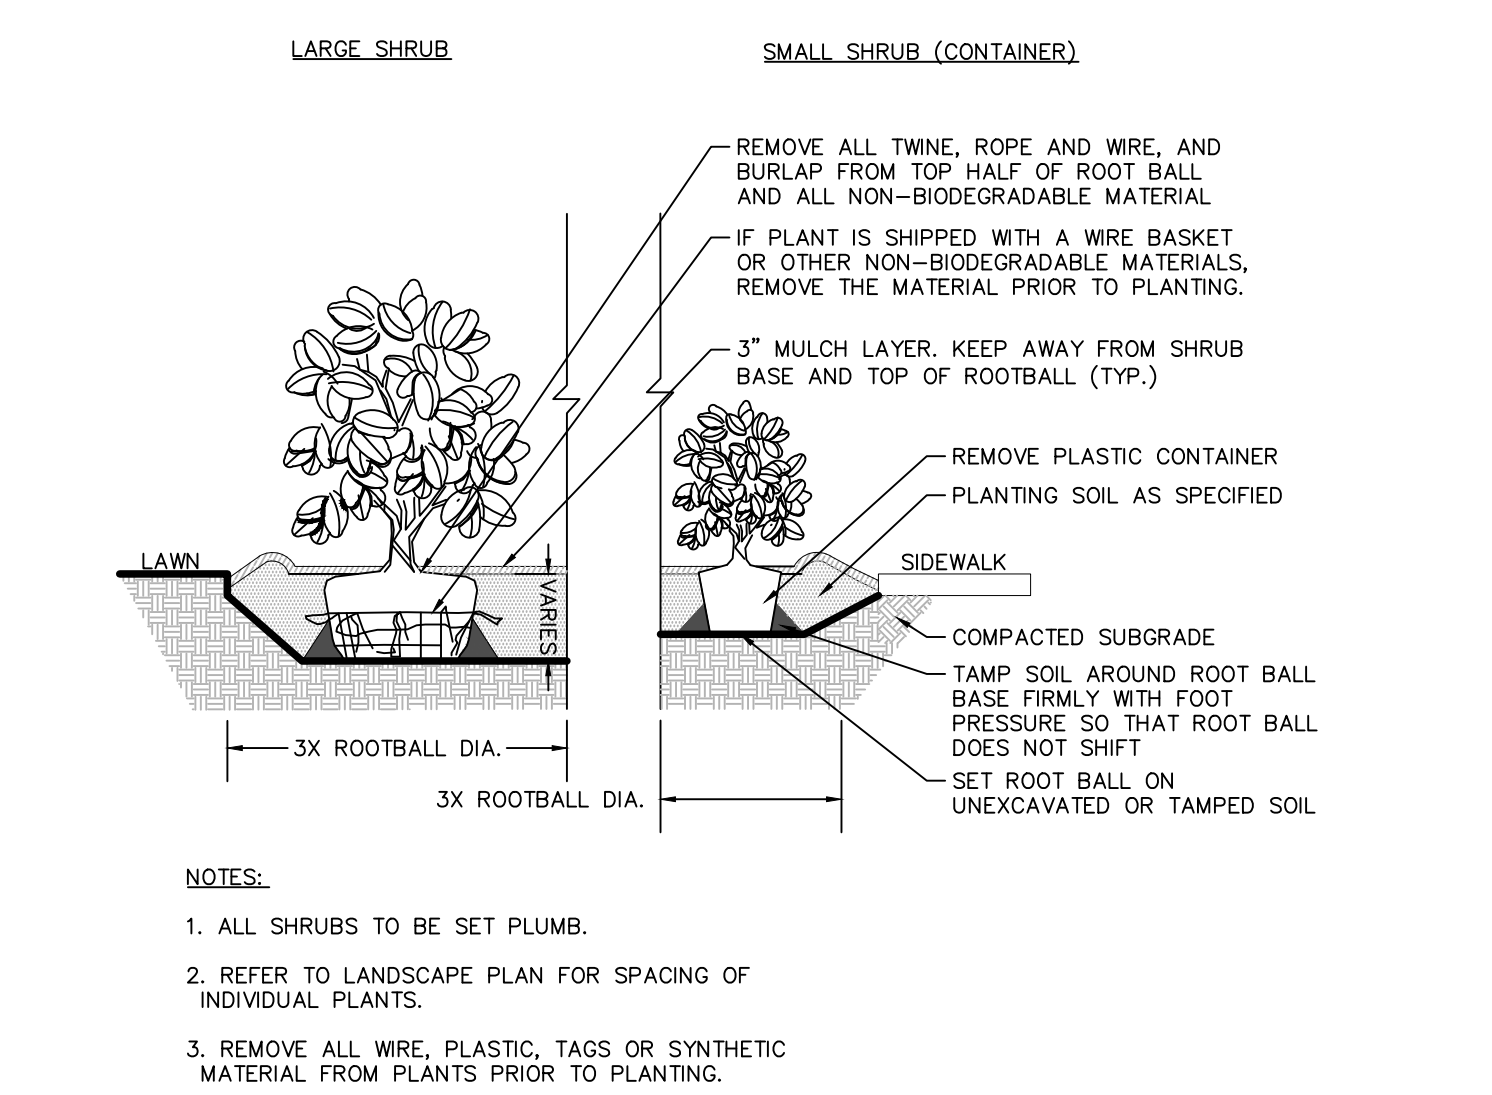 LARGE SHRUB
SMALL SHRUB (CONTAINER)
REMOVE ALL TWINE, ROPE AND WIRE, AND
BURLAP FROM TOP HALF OF ROOT BALL
AND ALL NON-BIODEGRADABLE MATERIAL
IF PLANT IS SHIPPED WITH A WIRE BASKET
OR OTHER NON-BIODEGRADABLE MATERIALS,
REMOVE THE MATERIAL PRIOR TO PLANTING.
3" MULCH LAYER. KEEP AWAY FROM SHRUB
BASE AND TOP OF ROOTBALL (TYP.)
REMOVE PLASTIC CONTAINER
PLANTING SOIL AS SPECIFIED
LAWN
SIDEWALK
VARIES
COMPACTED SUBGRADE
TAMP SOIL AROUND ROOT BALL
BASE FIRMLY WITH FOOT
PRESSURE SO THAT ROOT BALL
DOES NOT SHIFT
3X ROOTBALL DIA.
SET ROOT BALL ON
UNEXCAVATED OR TAMPED SOIL
3X ROOTBALL DIA.
NOTES:
1. ALL SHRUBS TO BE SET PLUMB.
2. REFER TO LANDSCAPE PLAN FOR SPACING OF
INDIVIDUAL PLANTS.
3. REMOVE ALL WIRE, PLASTIC, TAGS OR SYNTHETIC
MATERIAL FROM PLANTS PRIOR TO PLANTING.